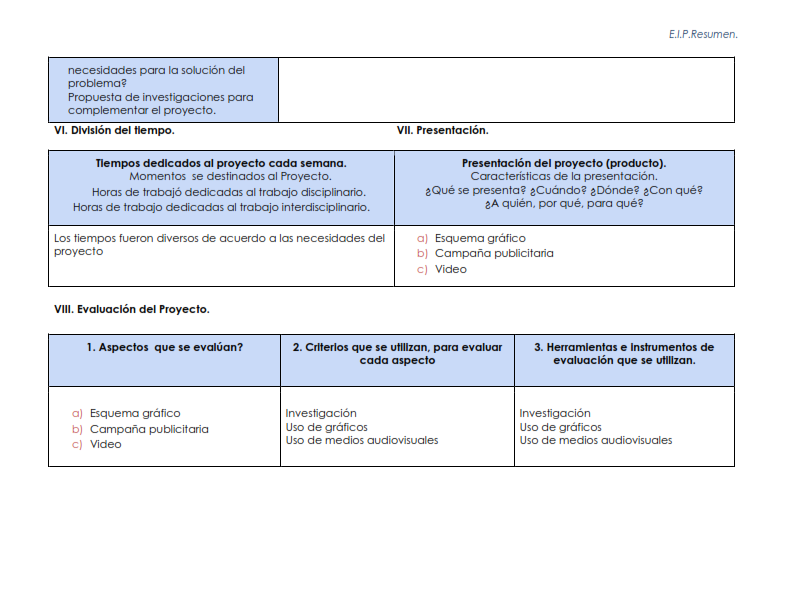 E.I.P.Resumen.
necesidades para la solución del
problema?
Propuesta de investigaciones para
complementar el proyecto.
VI. División del tiempo.
VII. Presentación.
Tiempos dedicados al proyecto cada semana.
Momentos  se destinados al Proyecto.
Horas de trabajó dedicadas al trabajo disciplinario.
Horas de trabajo dedicadas al trabajo interdisciplinario.
Presentación del proyecto (producto).
Características de la presentación.
¿Qué se presenta? ¿Cuándo? ¿Dónde? ¿Con qué?
¿A quién, por qué, para qué?
Los tiempos fueron diversos de acuerdo a las necesidades del
proyecto
a) Esquema gráfico
b) Campaña publicitaria
c) Video
VIII. Evaluación del Proyecto.
1. Aspectos  que se evalúan?
2. Criterios que se utilizan, para evaluar
cada aspecto
3. Herramientas e instrumentos de
evaluación que se utilizan.
a) Esquema gráfico
b) Campaña publicitaria
c) Video
Investigación
Uso de gráficos
Uso de medios audiovisuales
Investigación
Uso de gráficos
Uso de medios audiovisuales